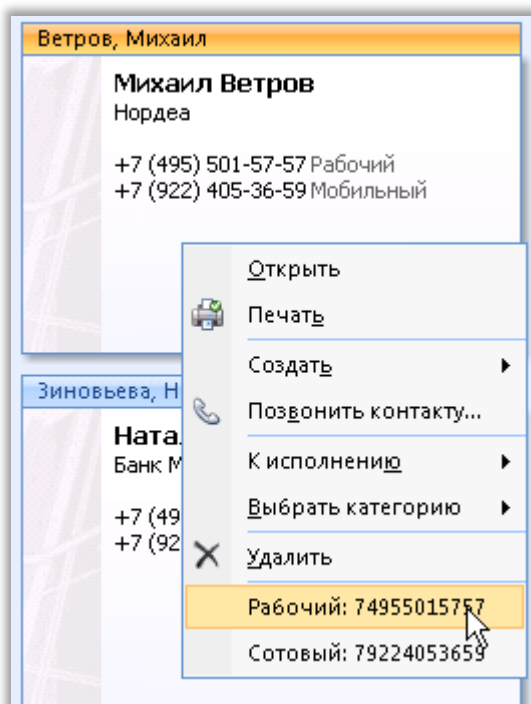 Ветров, Михаил
Михаил Ветров
Нордеа
+7 (495) 501-57-57 Рабочий
+7 (922) 405-36-59 Мобильный
Открыть
Печать
Создать
Позвонить контакту...
К исполнению
Выбрать категорию
Удалить
Рабочий: 74955015757
Сотовый: 79224053659
Зиновьева, Н
Ната
Банк М
+7 (49
+7 (92